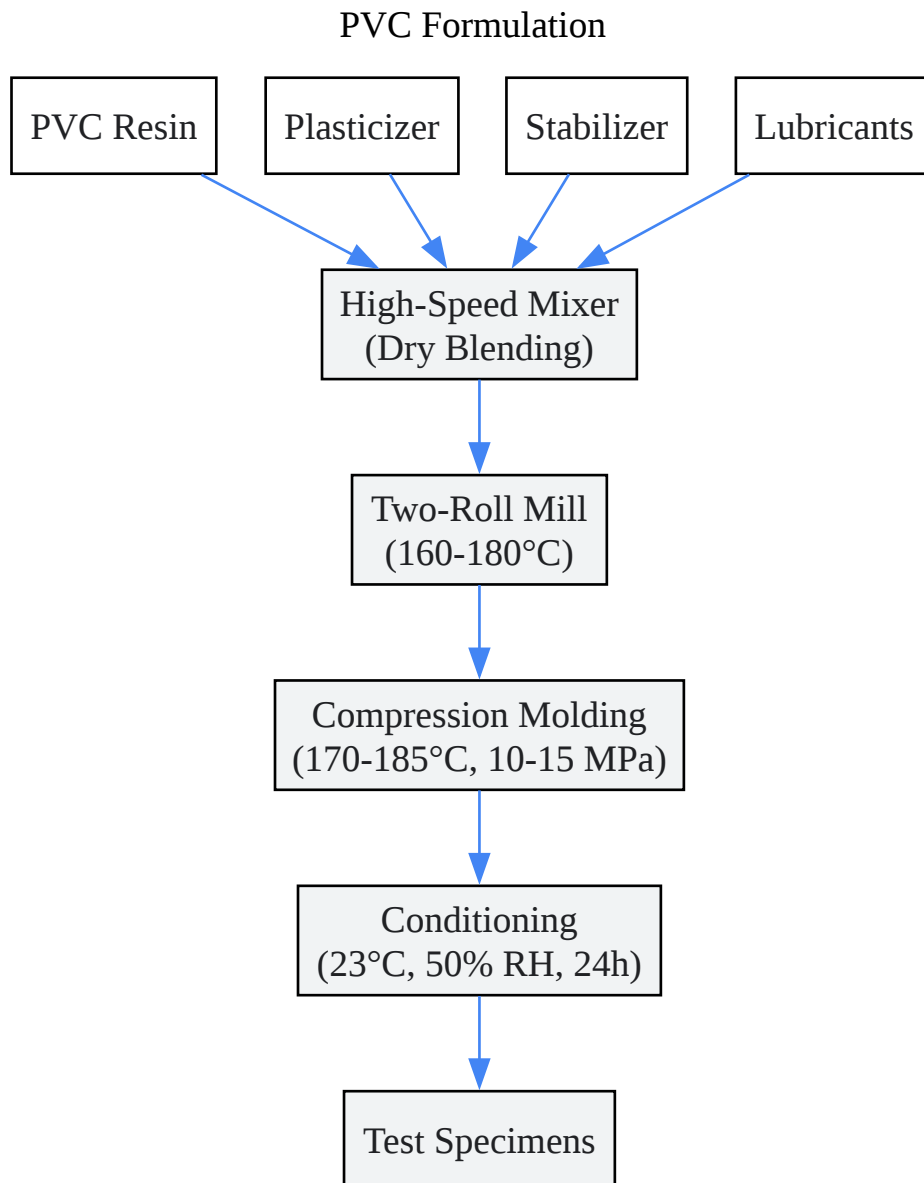 PVC Formulation
PVC Resin
Plasticizer
Stabilizer
Lubricants
High-Speed Mixer
(Dry Blending)
Two-Roll Mill
(160-180°C)
Compression Molding
(170-185°C, 10-15 MPa)
Conditioning
(23°C, 50% RH, 24h)
Test Specimens